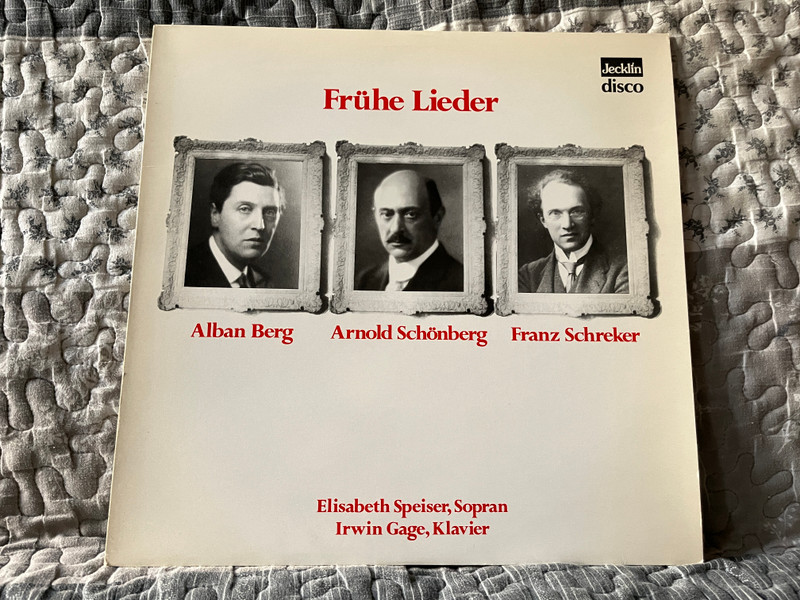 Jecklin
disco
Frühe Lieder
Alban Berg
Arnold Schönberg
Franz Schreker
Elisabeth Speiser, Sopran
Irwin Gage, Klavier